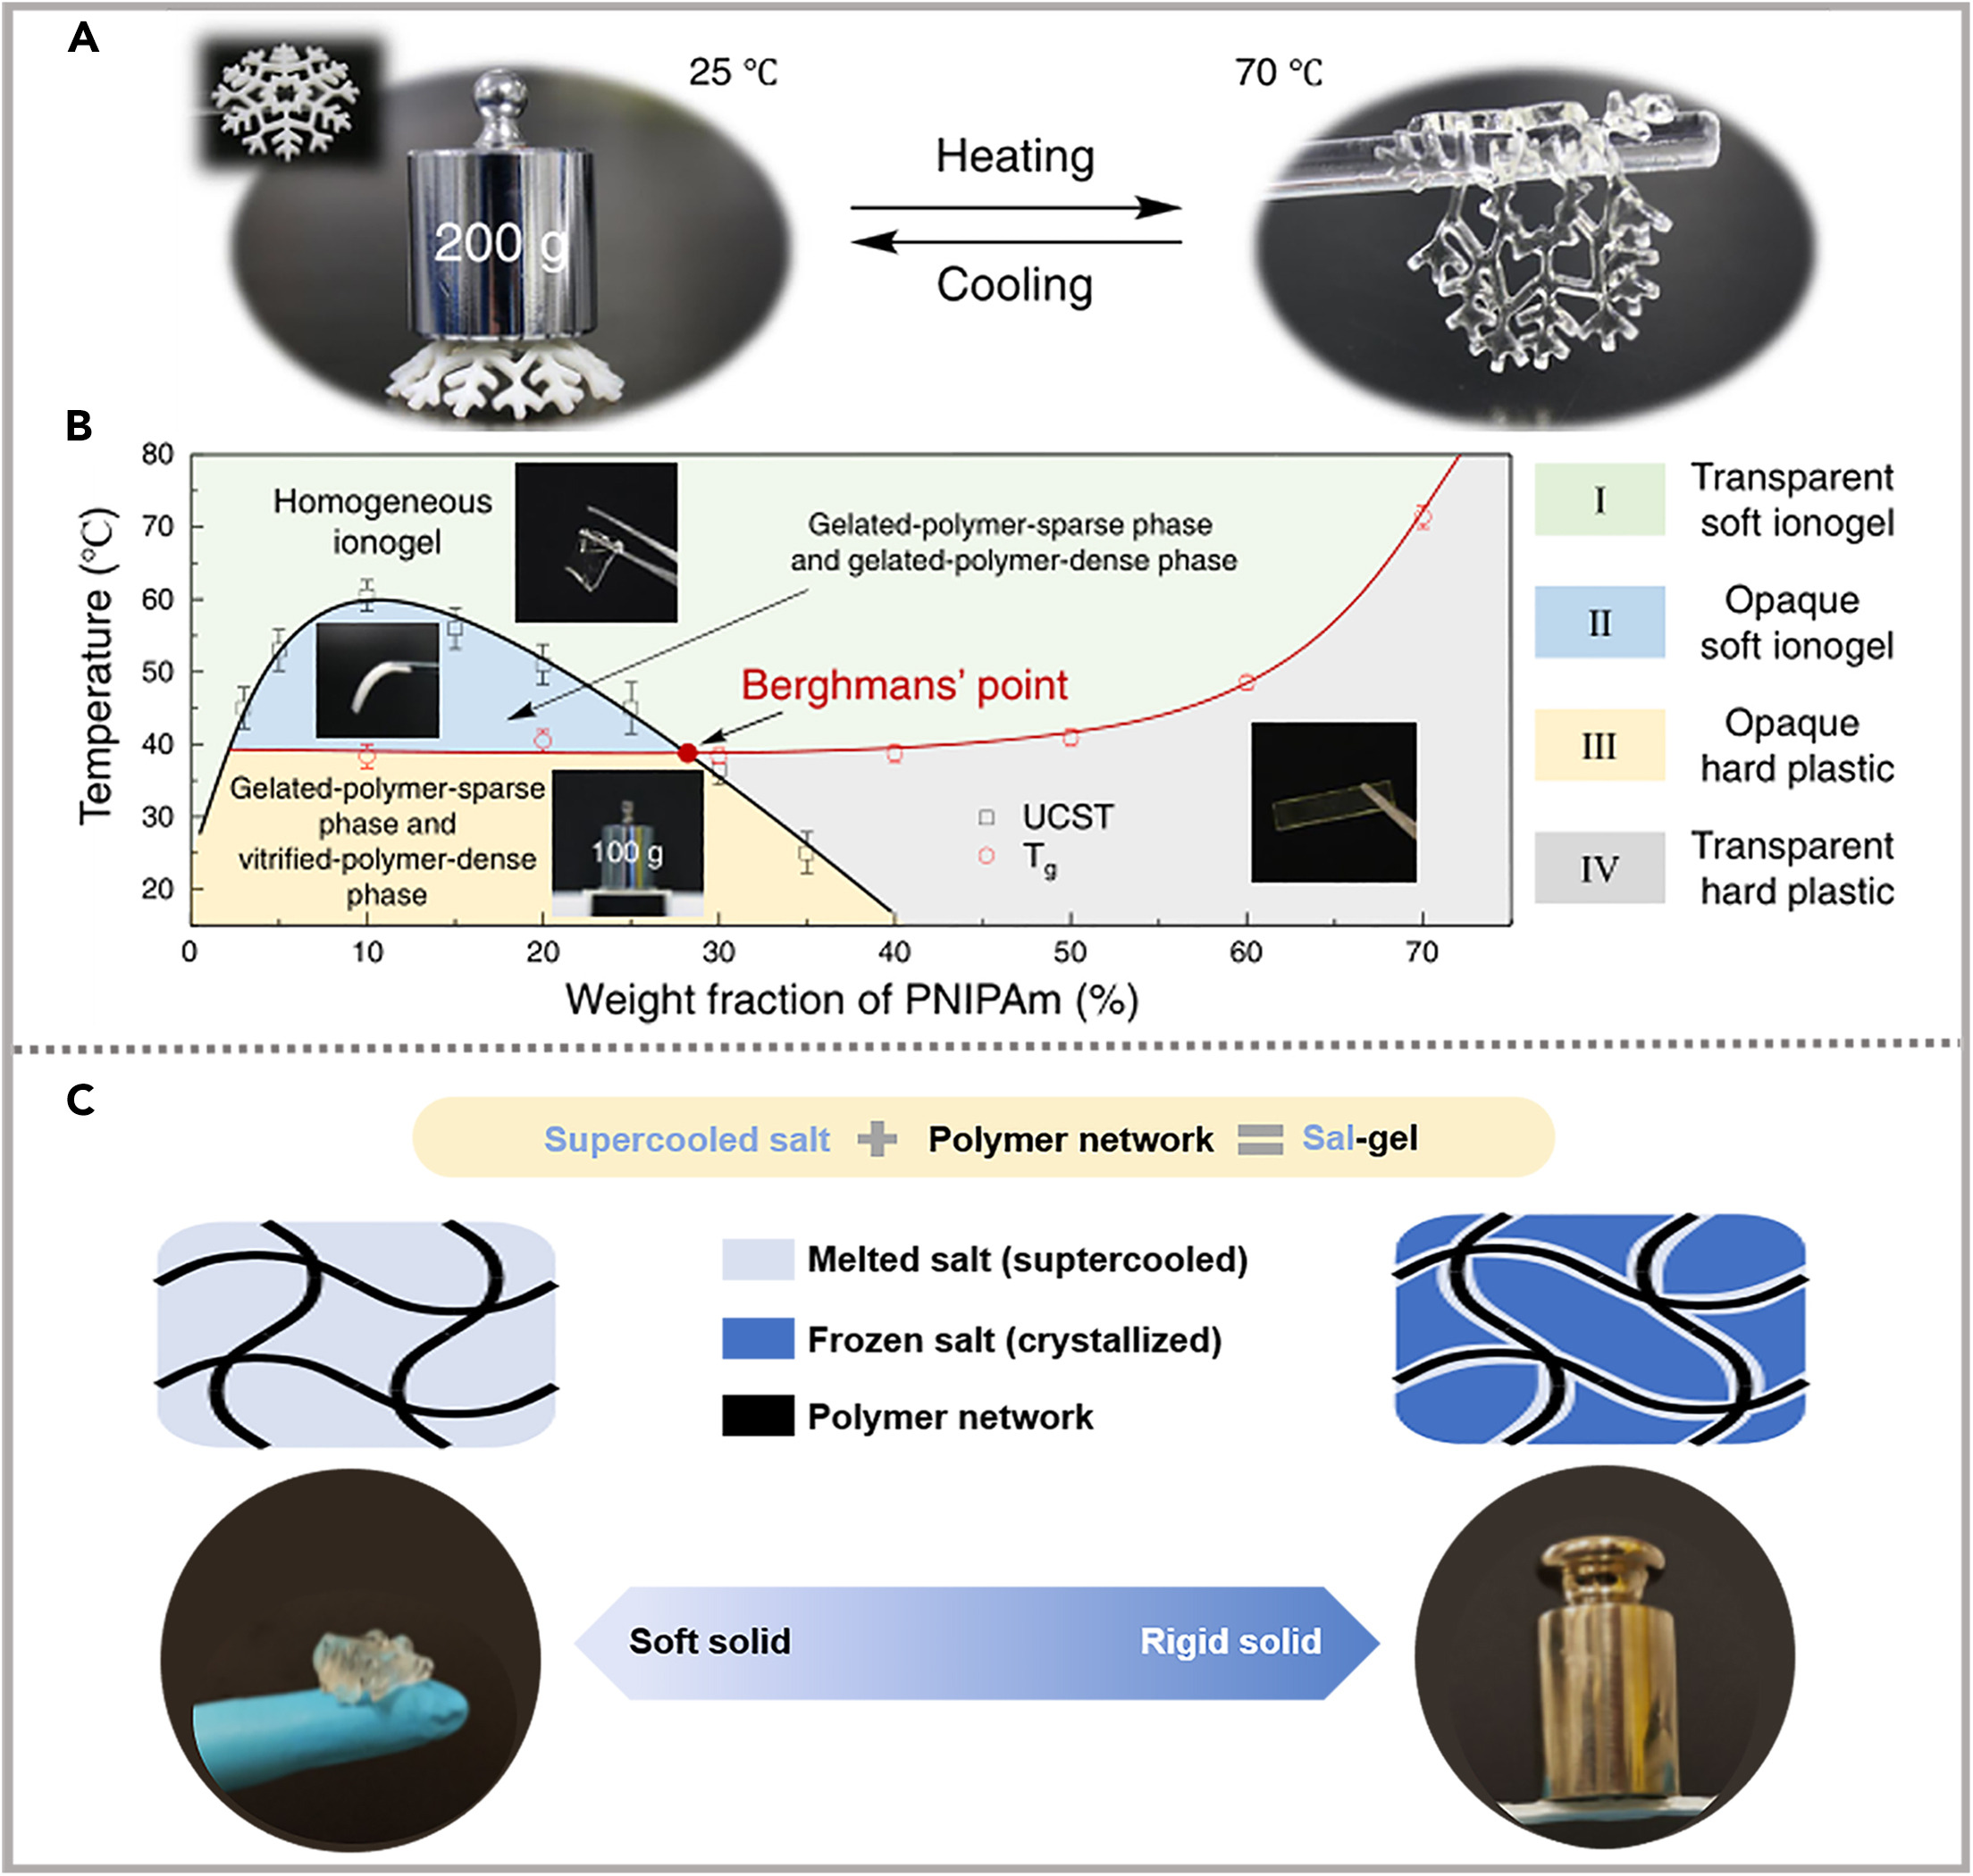 A
25 °C
70 °C
200 g
Heating
Cooling
B
80
70
60
50
40
30
20
Temperature (°C)
Homogeneous
ionogel
Gelated-polymer-sparse phase
and gelated-polymer-dense phase
Berghmans’ point
Gelated-polymer-sparse
phase and
vitrified-polymer-dense
phase
100 g
UCST
Tg
0
10
20
30
40
50
60
70
Weight fraction of PNIPAm (%)
I
Transparent
soft ionogel
II
Opaque
soft ionogel
III
Opaque
hard plastic
IV
Transparent
hard plastic
C
Supercooled salt + Polymer network = Sal-gel
Melted salt (suptercooled)
Frozen salt (crystallized)
Polymer network
Soft solid
Rigid solid